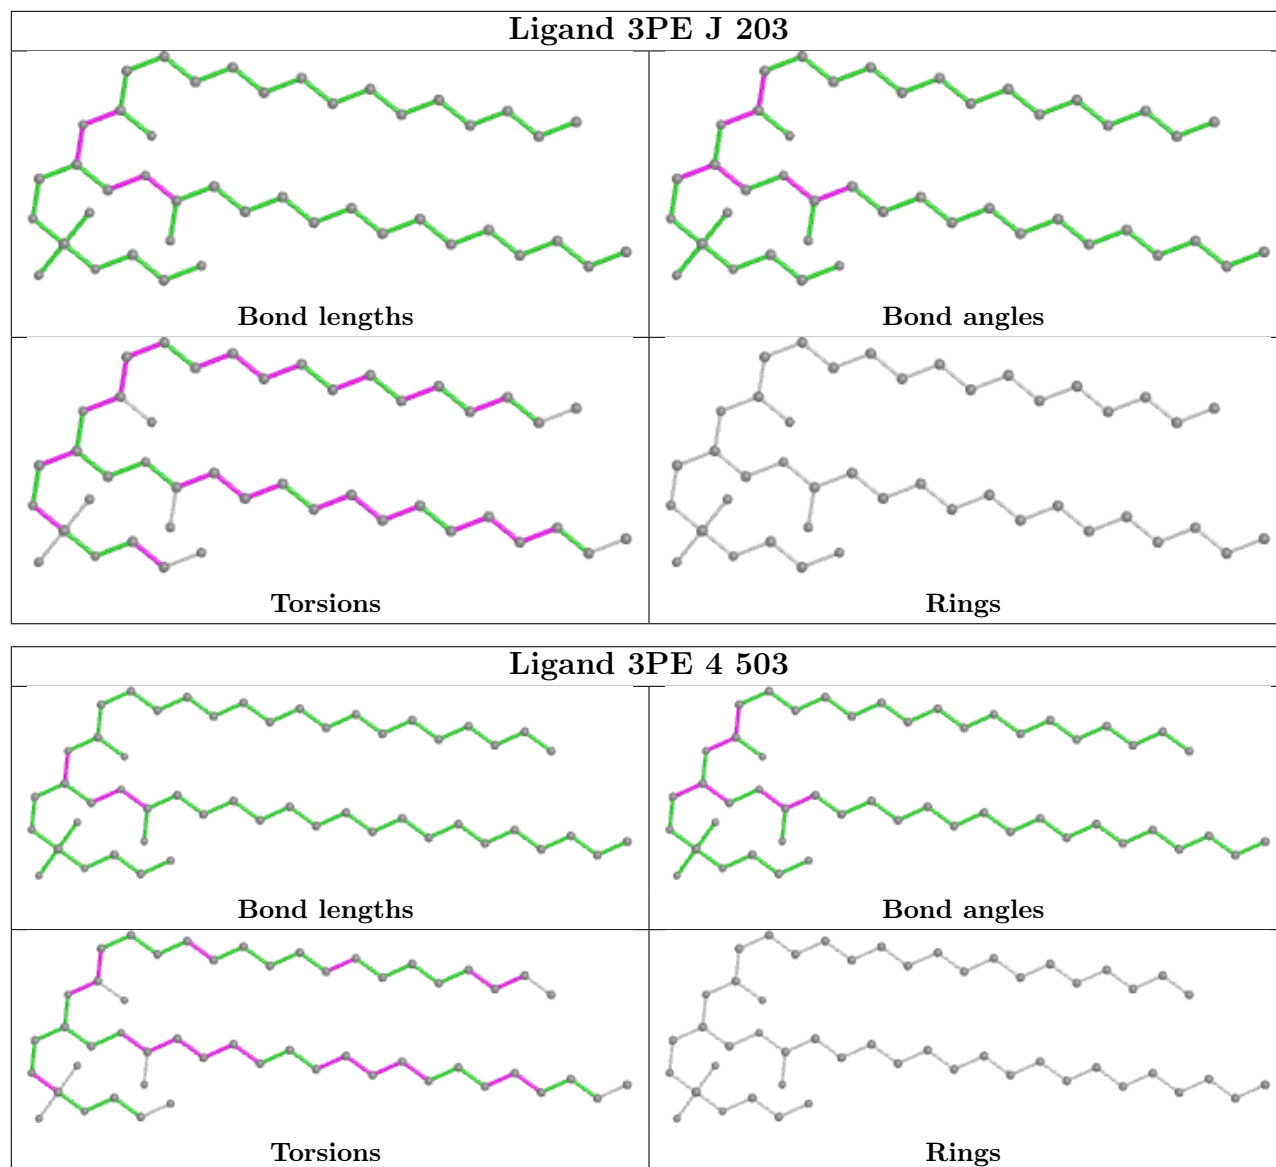 Ligand 3PE J 203
Bond lengths
Bond angles
Torsions
Rings
Ligand 3PE 4 503
Bond lengths
Bond angles
Torsions
Rings